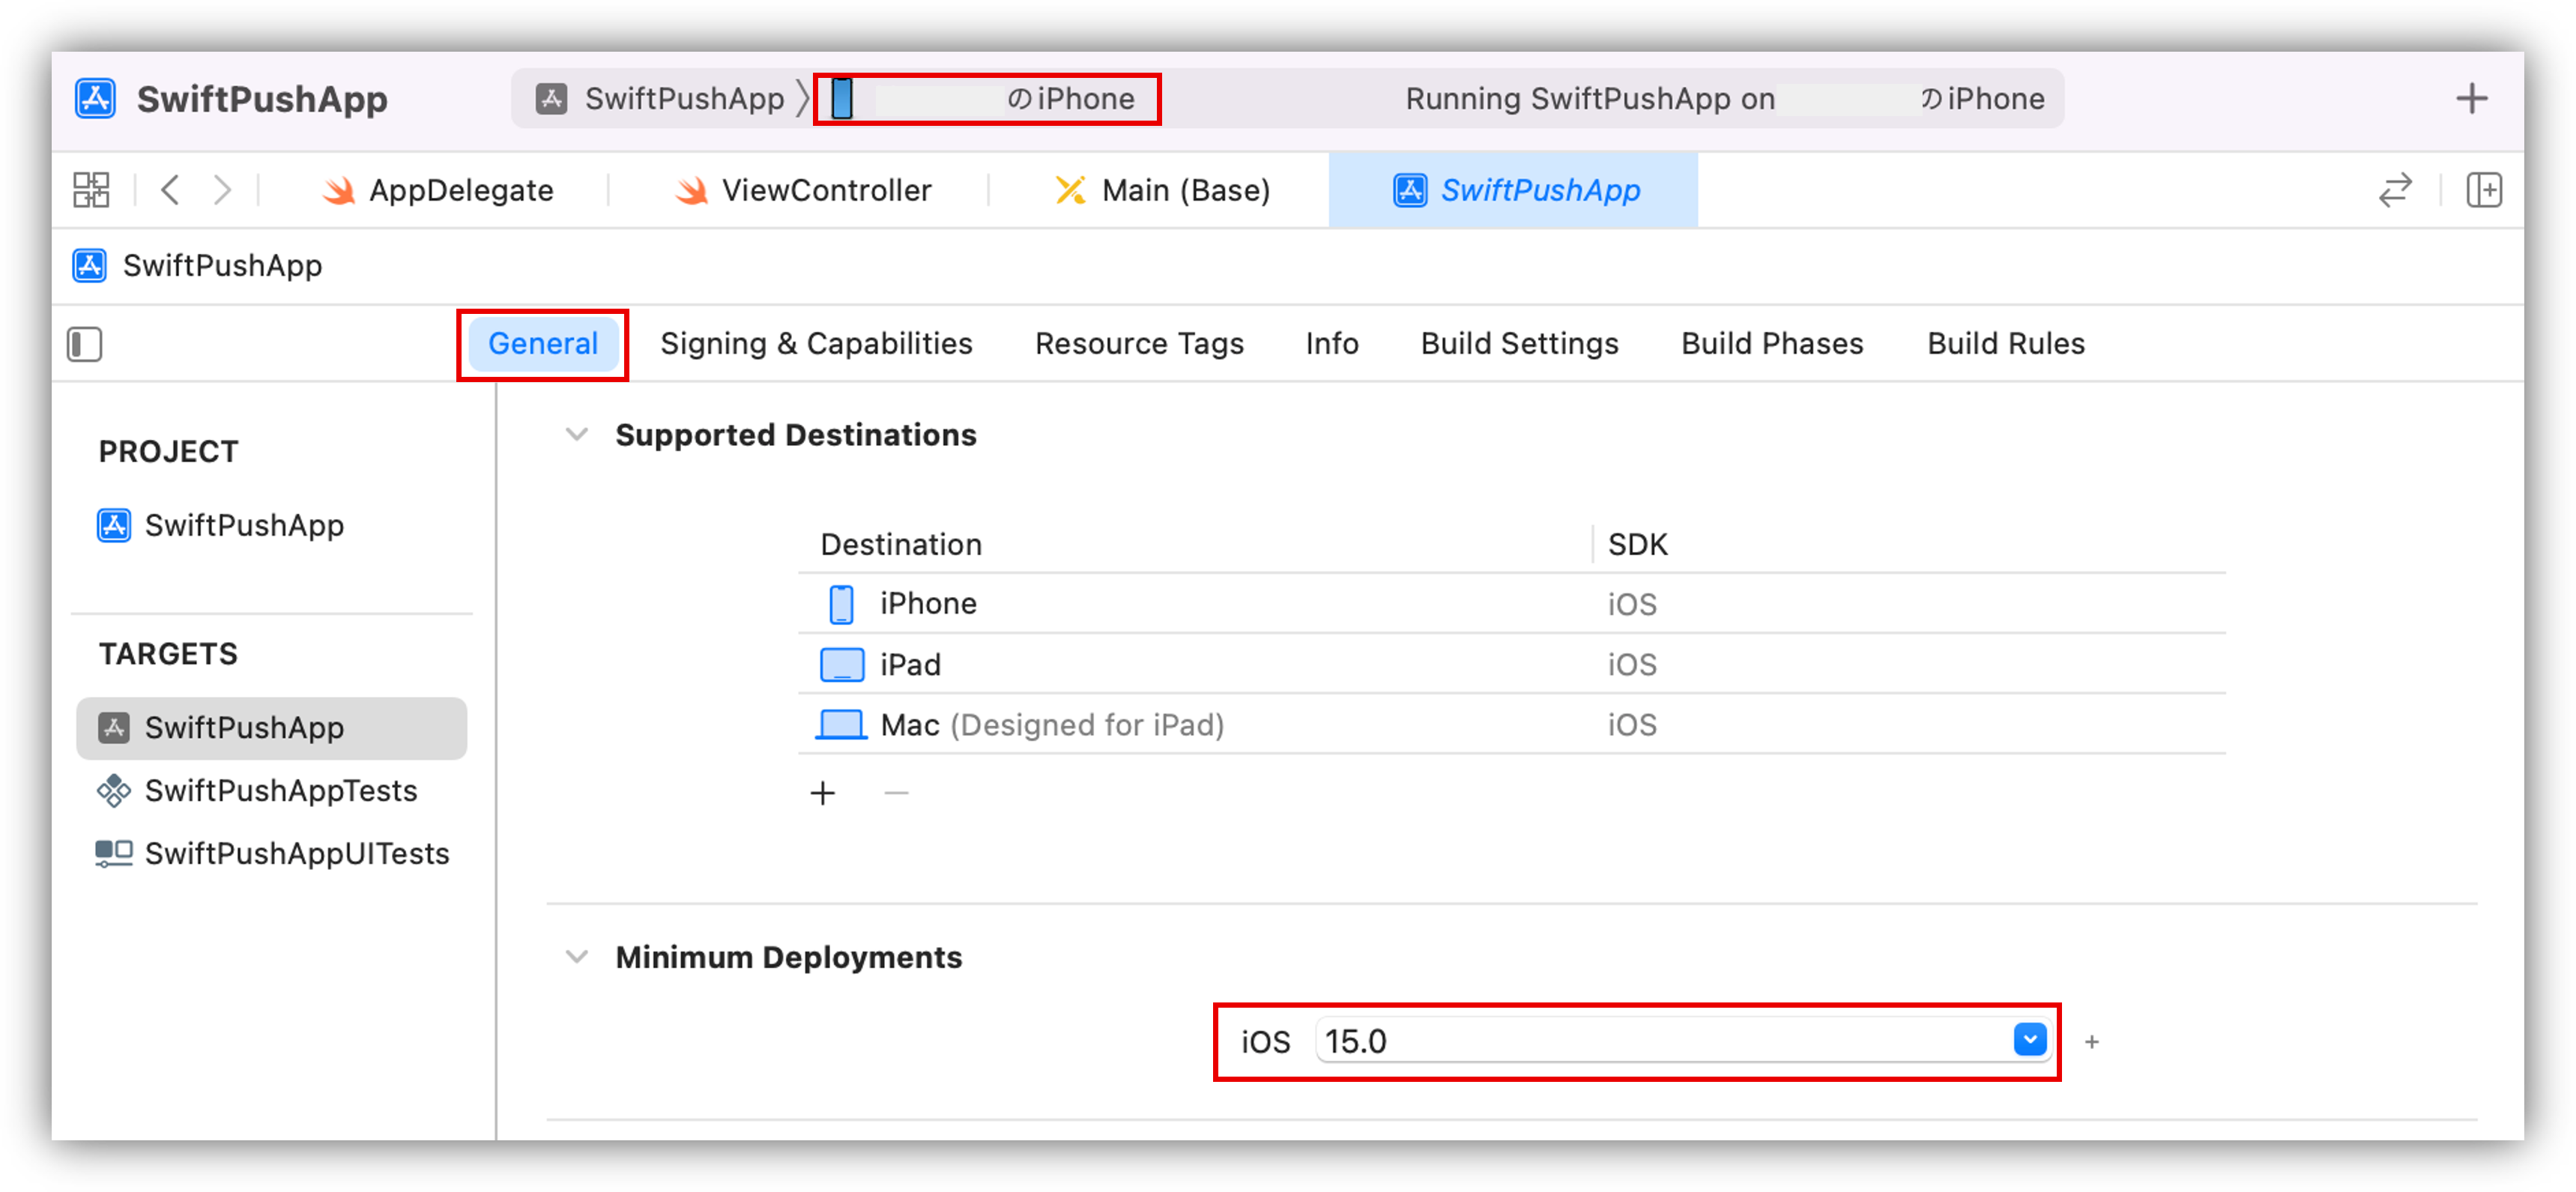 SwiftPushApp SwiftPushApp 〉 の iPhone Running SwiftPushApp on の iPhone +
AppDelegate ViewController Main (Base) SwiftPushApp
SwiftPushApp
General Signing & Capabilities Resource Tags Info Build Settings Build Phases Build Rules
PROJECT
SwiftPushApp
TARGETS
SwiftPushApp
SwiftPushAppTests
SwiftPushAppUITests
Supported Destinations
Destination SDK
iPhone iOS
iPad iOS
Mac (Designed for iPad) iOS
+ −
Minimum Deployments
iOS 15.0 +